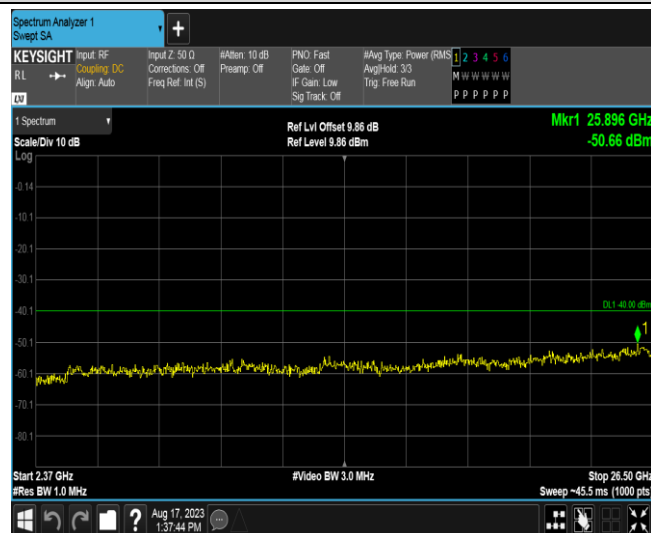 Spectrum Analyzer 1
Swept SA
+
KEYSIGHT
RL
Input: RF
Coupling: DC
Align: Auto
Input Z: 50 Ω
Corrections: Off
Freq Ref: Int (S)
#Atten: 10 dB
Preamp: Off
PNO: Fast
Gate: Off
IF Gain: Low
Sig Track: Off
#Avg Type: Power (RMS
Avg|Hold: 3/3
Trig: Free Run
1 2 3 4 5 6
M W W W W W
P P P P P P
LXI
1 Spectrum
Scale/Div 10 dB
Ref Lvl Offset 9.86 dB
Ref Level 9.86 dBm
Mkr1 25.896 GHz
-50.66 dBm
Log
-0.14
-10.1
-20.1
-30.1
-40.1
DL1 -40.00 dBm
-50.1
1
-60.1
-70.1
-80.1
Start 2.37 GHz
#Video BW 3.0 MHz
Stop 26.50 GHz
#Res BW 1.0 MHz
Sweep ~45.5 ms (1000 pts)
?
Aug 17, 2023
1:37:44 PM